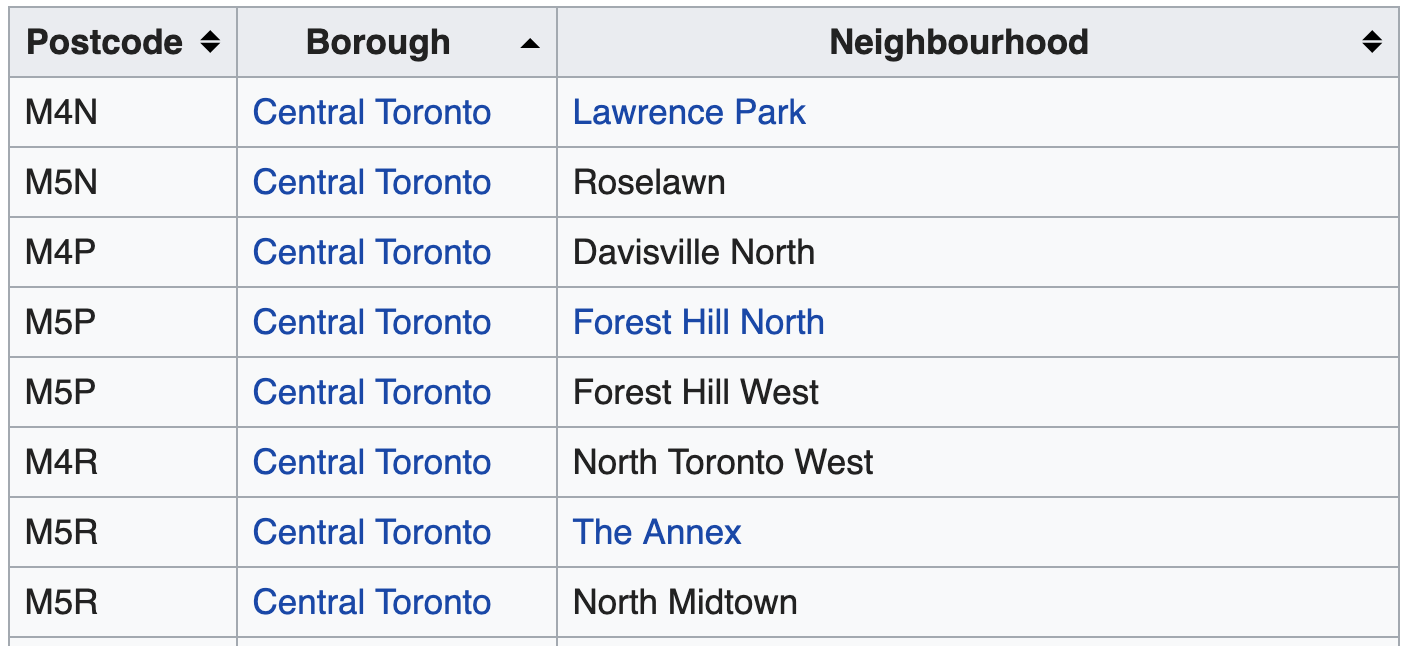 Postcode Borough Neighbourhood
M4N Central Toronto Lawrence Park
M5N Central Toronto Roselawn
M4P Central Toronto Davisville North
M5P Central Toronto Forest Hill North
M5P Central Toronto Forest Hill West
M4R Central Toronto North Toronto West
M5R Central Toronto The Annex
M5R Central Toronto North Midtown